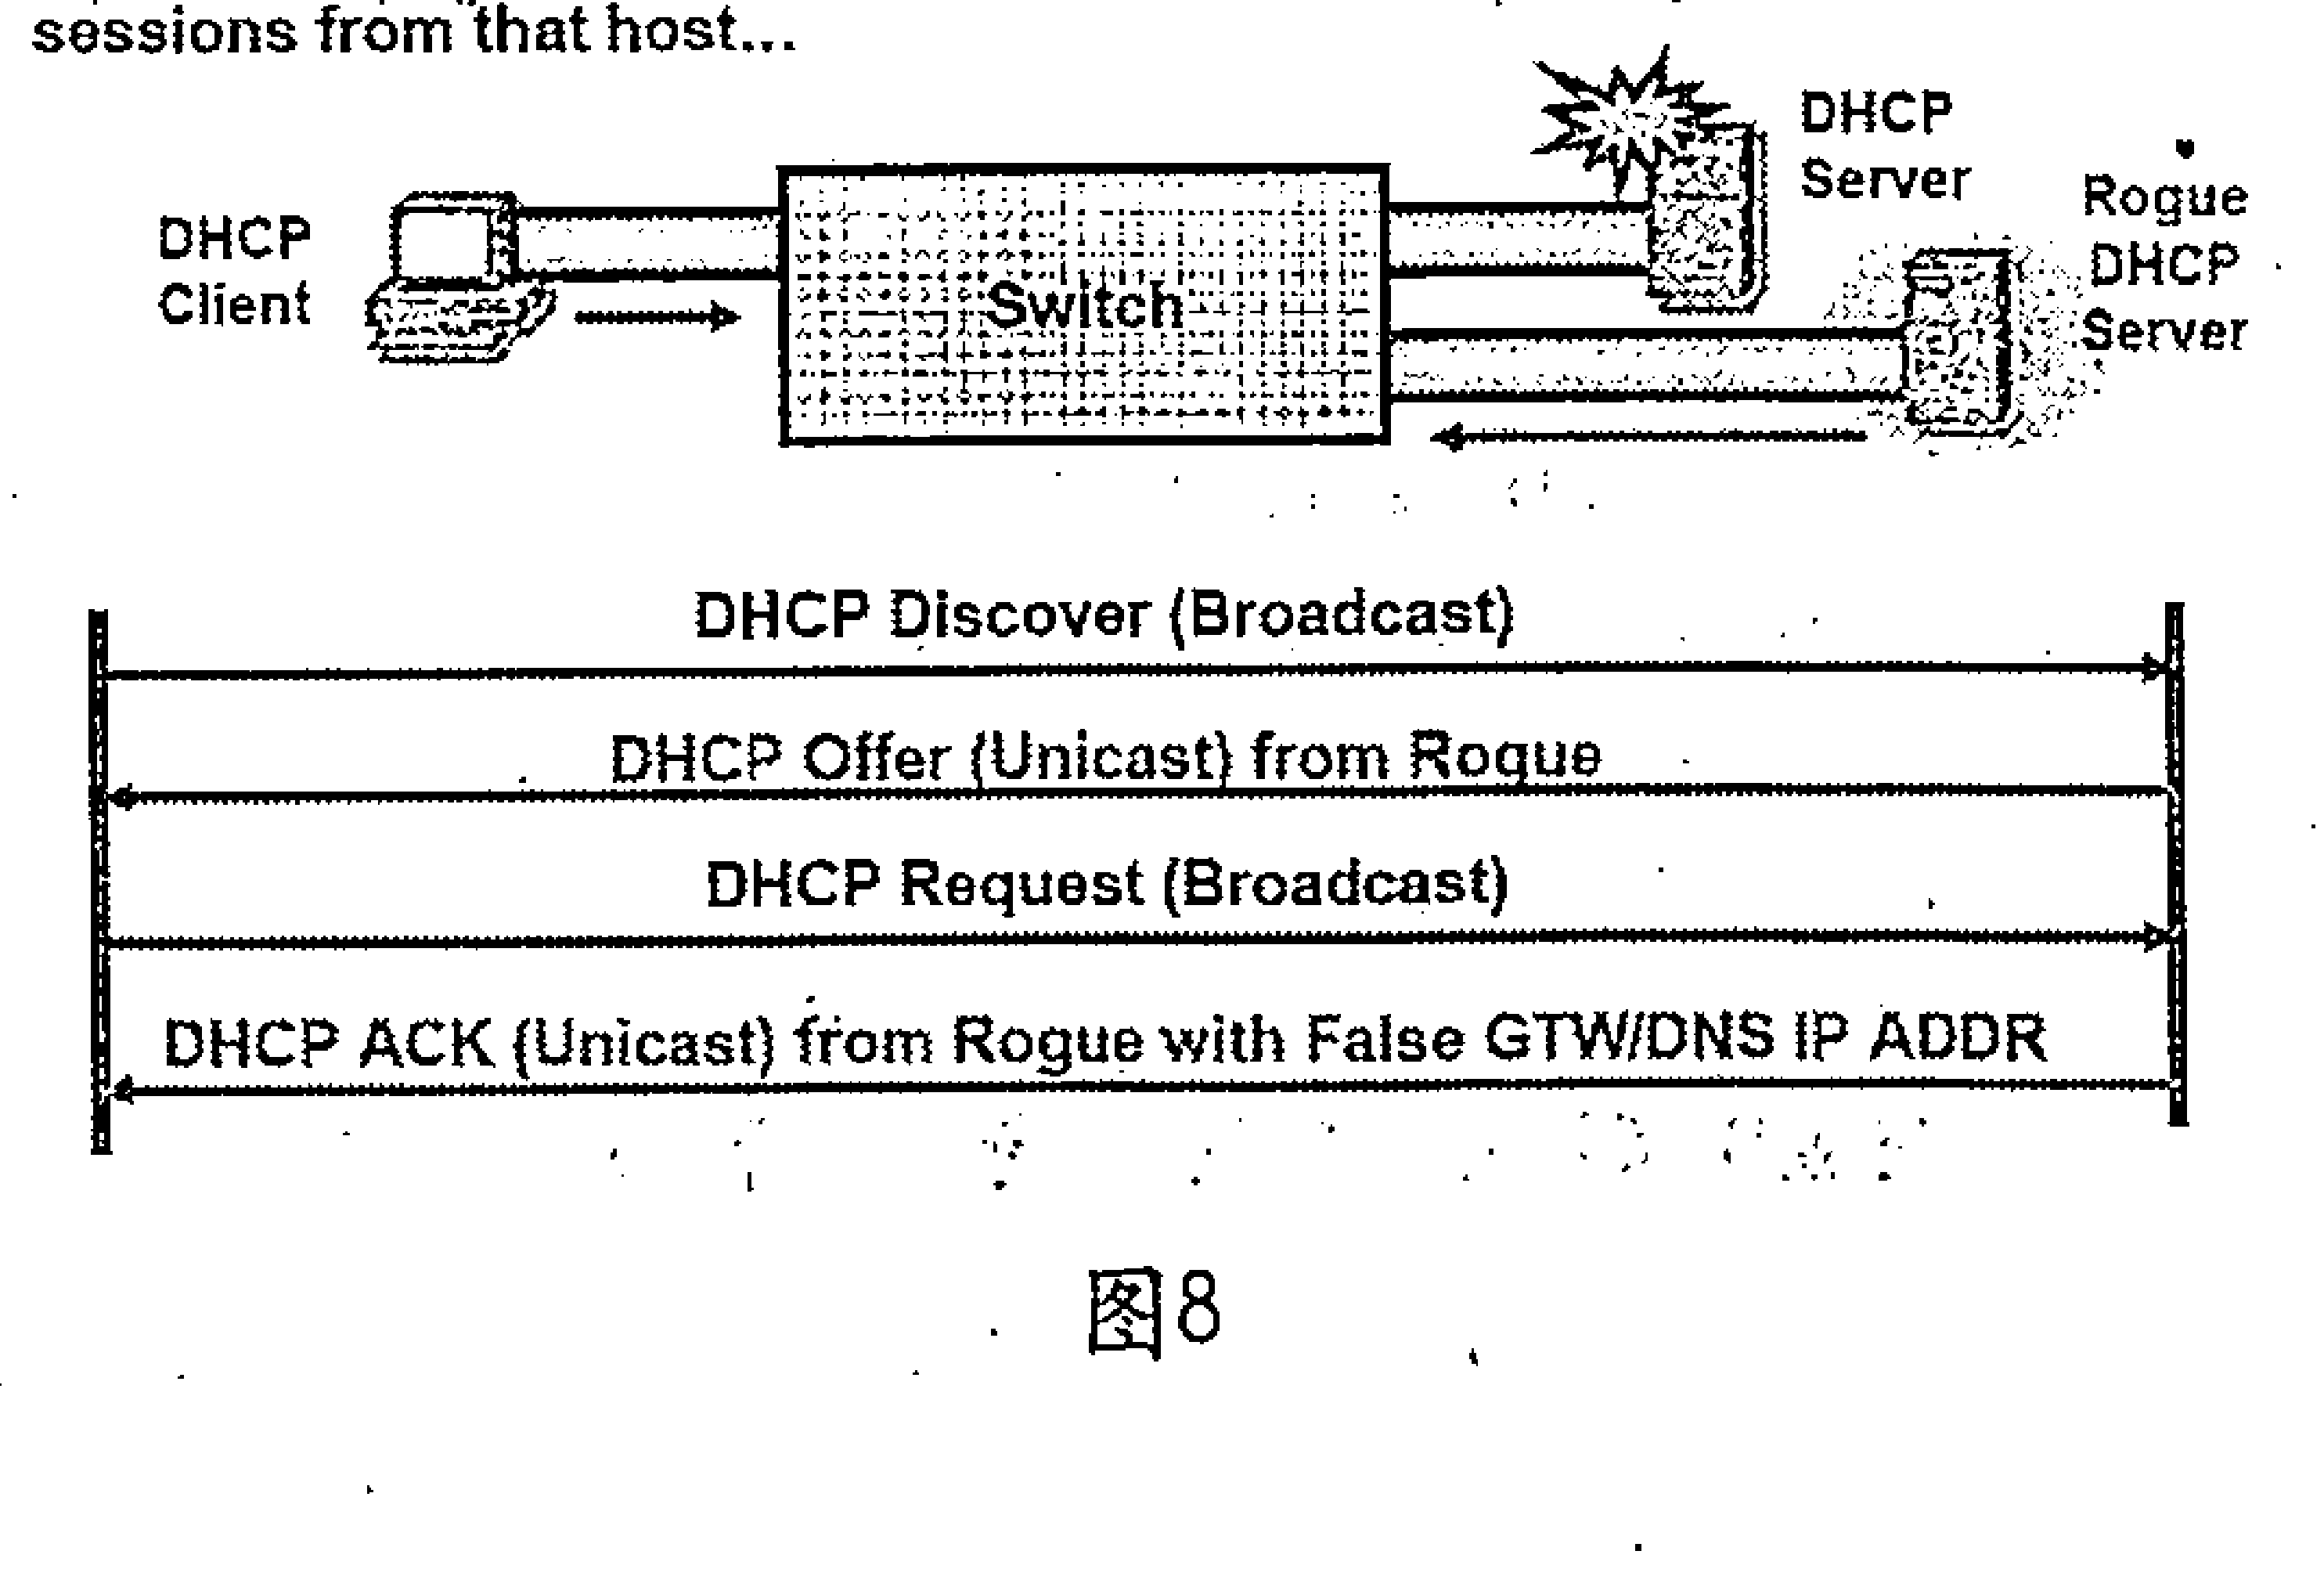 sessions from that host...
DHCP
Server
Rogue
DHCP
Server
DHCP
Client
Switch
DHCP Discover (Broadcast)
DHCP Offer (Unicast) from Rogue
DHCP Request (Broadcast)
DHCP ACK (Unicast) from Rogue with False GTW/DNS IP ADDR
图8